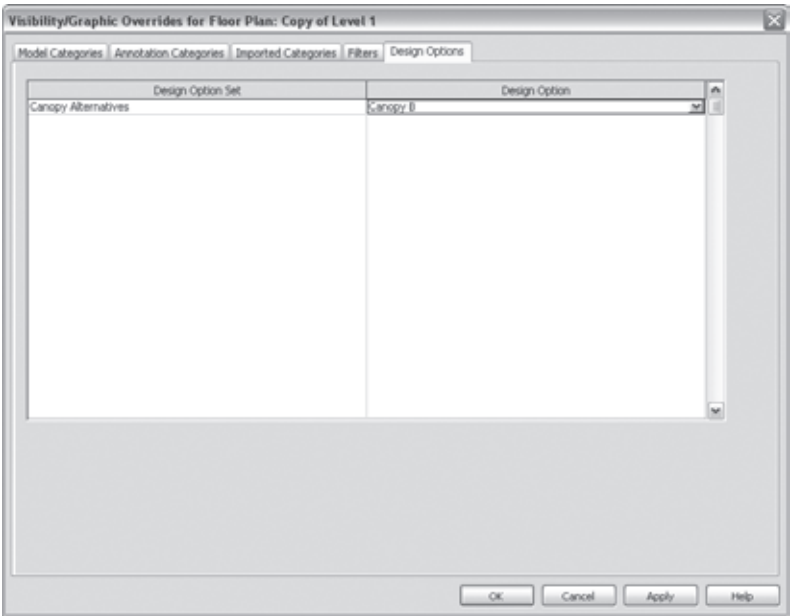 Visibility/Graphic Overrides for Floor Plan: Copy of Level 1
Model Categories Annotation Categories Imported Categories Filters Design Options
Design Option Set Design Option
Canopy Alternatives Canopy B
OK Cancel Apply Help